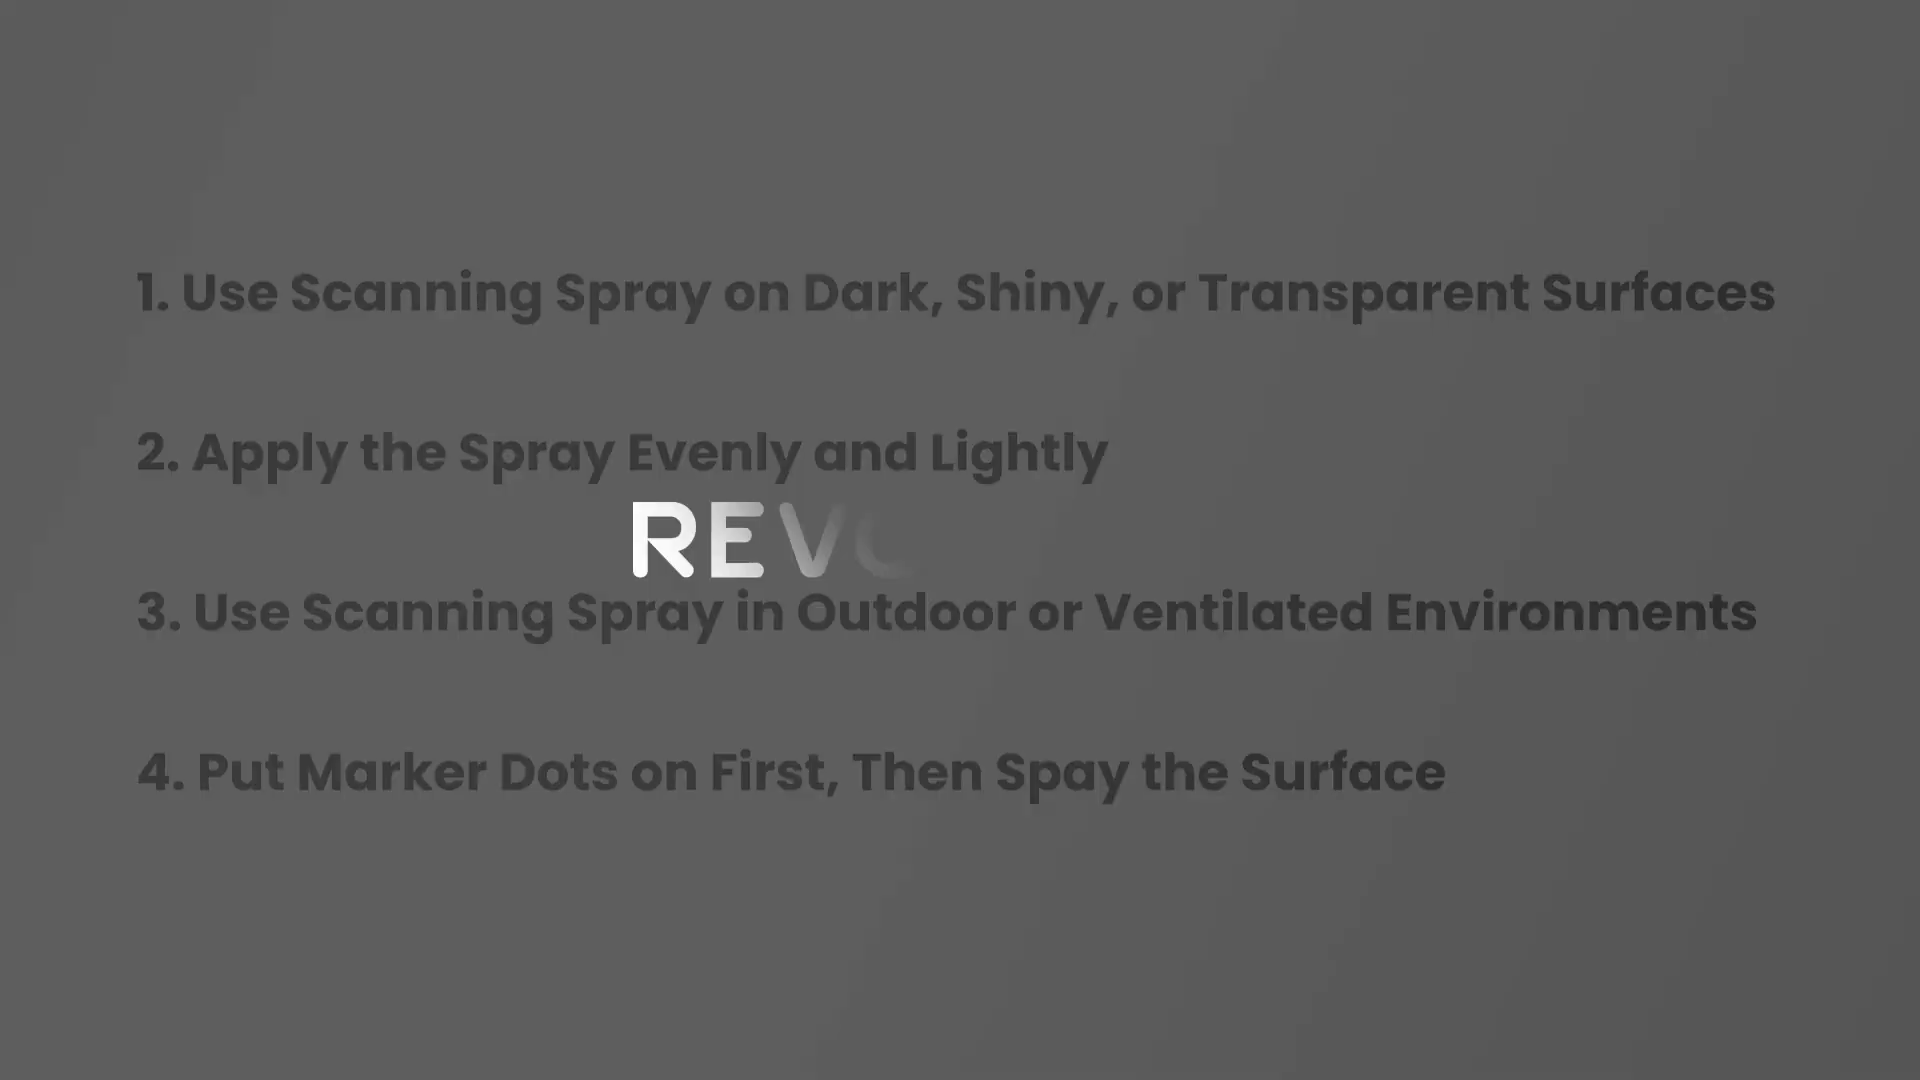 1. Use Scanning Spray on Dark, Shiny, or Transparent Surfaces
2. Apply the Spray Evenly and Lightly
REVO
3. Use Scanning Spray in Outdoor or Ventilated Environments
4. Put Marker Dots on First, Then Spay the Surface